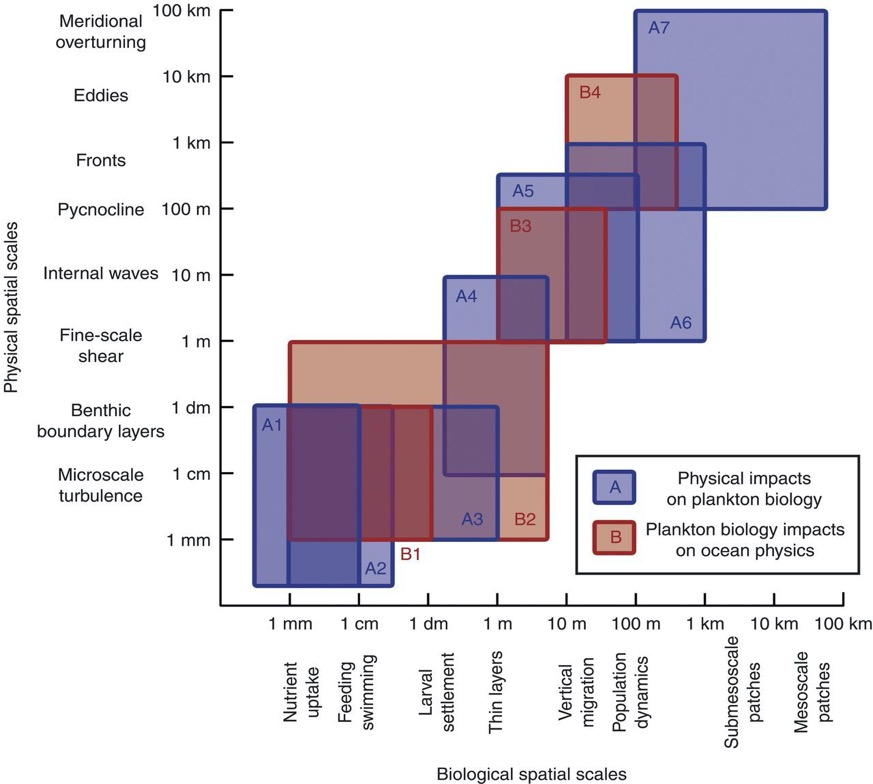 100 km
Meridional
overturning
A7
10 km
Eddies
B4
1 km
Fronts
A5
100 m
Pycnocline
B3
Internal waves
10 m
A4
A6
1 m
Fine-scale
shear
1 dm
Benthic
boundary layers
A1
1 cm
Microscale
turbulence
A3
B2
1 mm
B1
A2
Physical spatial scales
A
Physical impacts
on plankton biology
B
Plankton biology impacts
on ocean physics
1 mm
1 cm
1 dm
1 m
10 m
100 m
1 km
10 km
100 km
Nutrient
uptake
Feeding
swimming
Larval
settlement
Thin layers
Vertical
migration
Population
dynamics
Submesoscale
patches
Mesoscale
patches
Biological spatial scales